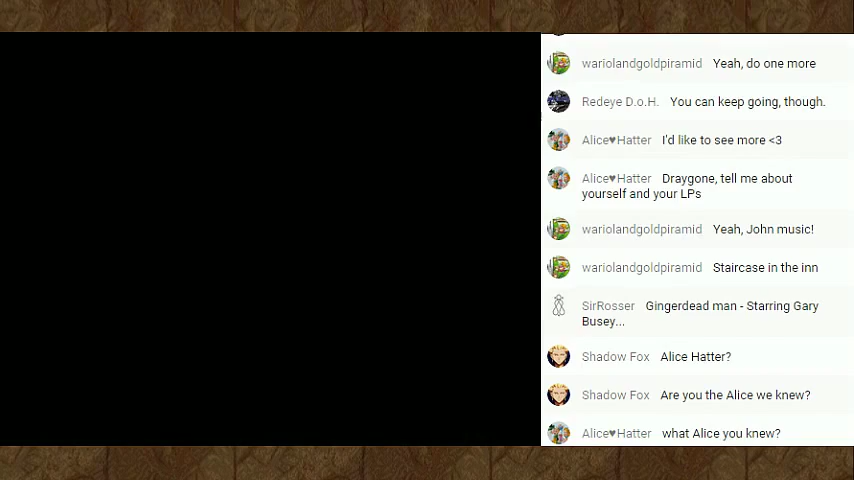 wariolandgoldpiramid Yeah, do one more
Redeye D.o.H. You can keep going, though.
Alice♥Hatter I'd like to see more <3
Alice♥Hatter Draygone, tell me about
yourself and your LPs
wariolandgoldpiramid Yeah, John music!
wariolandgoldpiramid Staircase in the inn
SirRosser Gingerdead man - Starring Gary
Busey...
Shadow Fox Alice Hatter?
Shadow Fox Are you the Alice we knew?
Alice♥Hatter what Alice you knew?